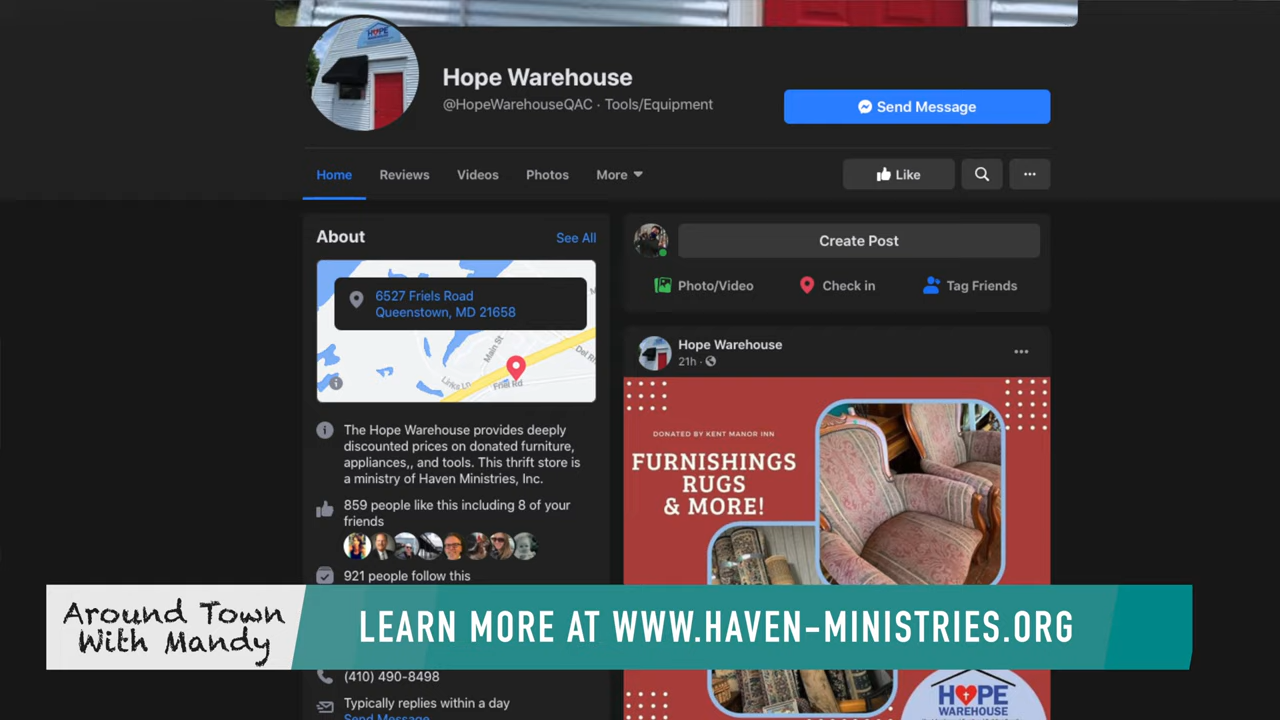 HOPE
Hope Warehouse
@HopeWarehouseQAC · Tools/Equipment
Send Message
Home
Reviews
Videos
Photos
More
Like
About
See All
6527 Friels Road
Queenstown, MD 21658
Main St
Links Ln
Friel Rd
The Hope Warehouse provides deeply
discounted prices on donated furniture,
appliances,, and tools. This thrift store is
a ministry of Haven Ministries, Inc.
859 people like this including 8 of your
friends
921 people follow this
(410) 490-8498
Typically replies within a day
Send Message
Create Post
Photo/Video
Check in
Tag Friends
Hope Warehouse
21h ·
DONATED BY KENT MANOR INN
FURNISHINGS
RUGS
& MORE!
HOPE
WAREHOUSE
Around Town
With Mandy
LEARN MORE AT WWW.HAVEN-MINISTRIES.ORG